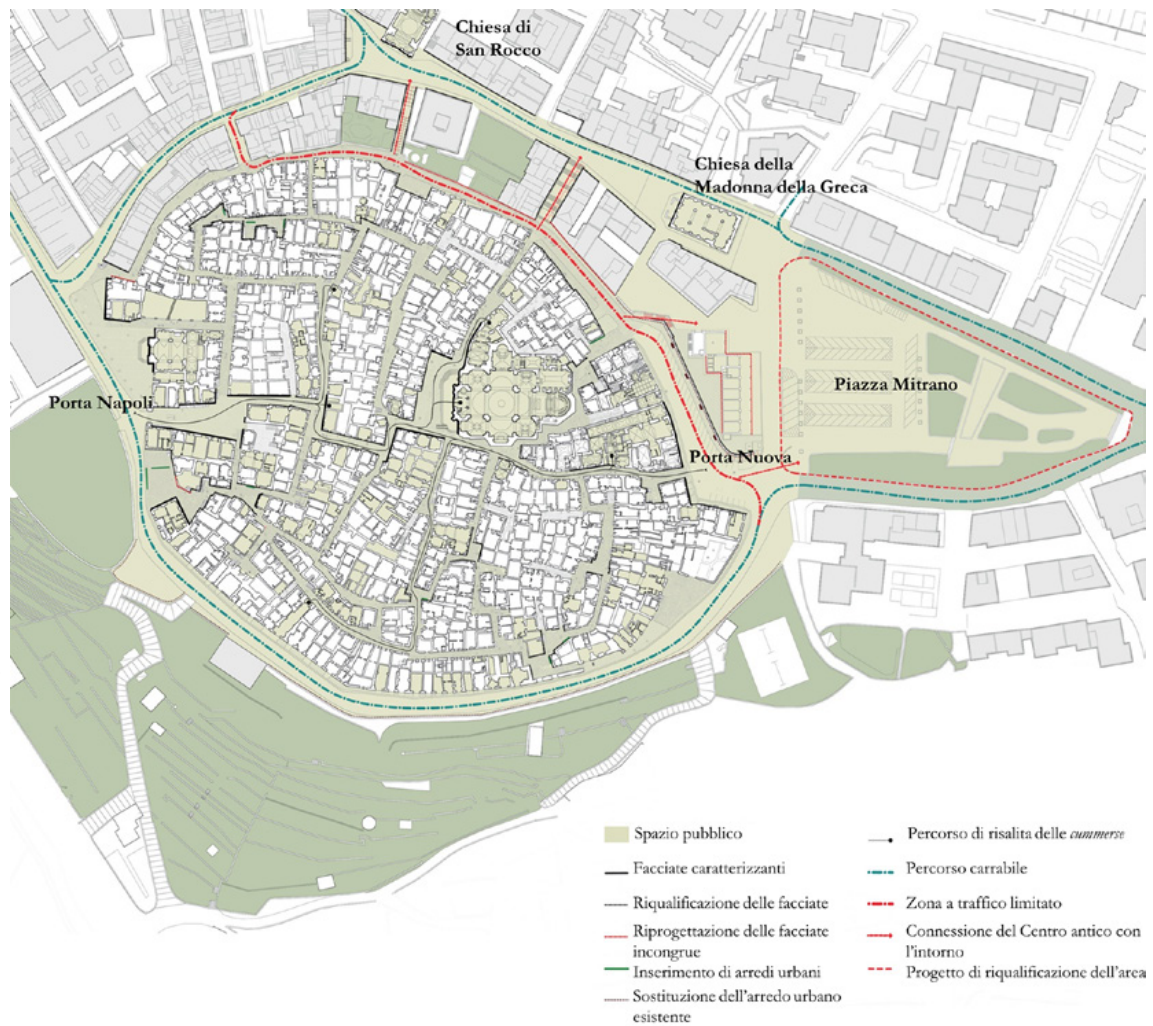 Chiesa di
San Rocco
Chiesa della
Madonna della Greca
Porta Napoli
Piazza Mitrano
Porta Nuova
Spazio pubblico
Facciate caratterizzanti
Riqualificazione delle facciate
Riprogettazione delle facciate
incongrue
Inserimento di arredi urbani
Sostituzione dell'arredo urbano
esistente
Percorso di risalita delle cummerse
Percorso carrabile
Zona a traffico limitato
Connessione del Centro antico con
l'intorno
Progetto di riqualificazione dell'area